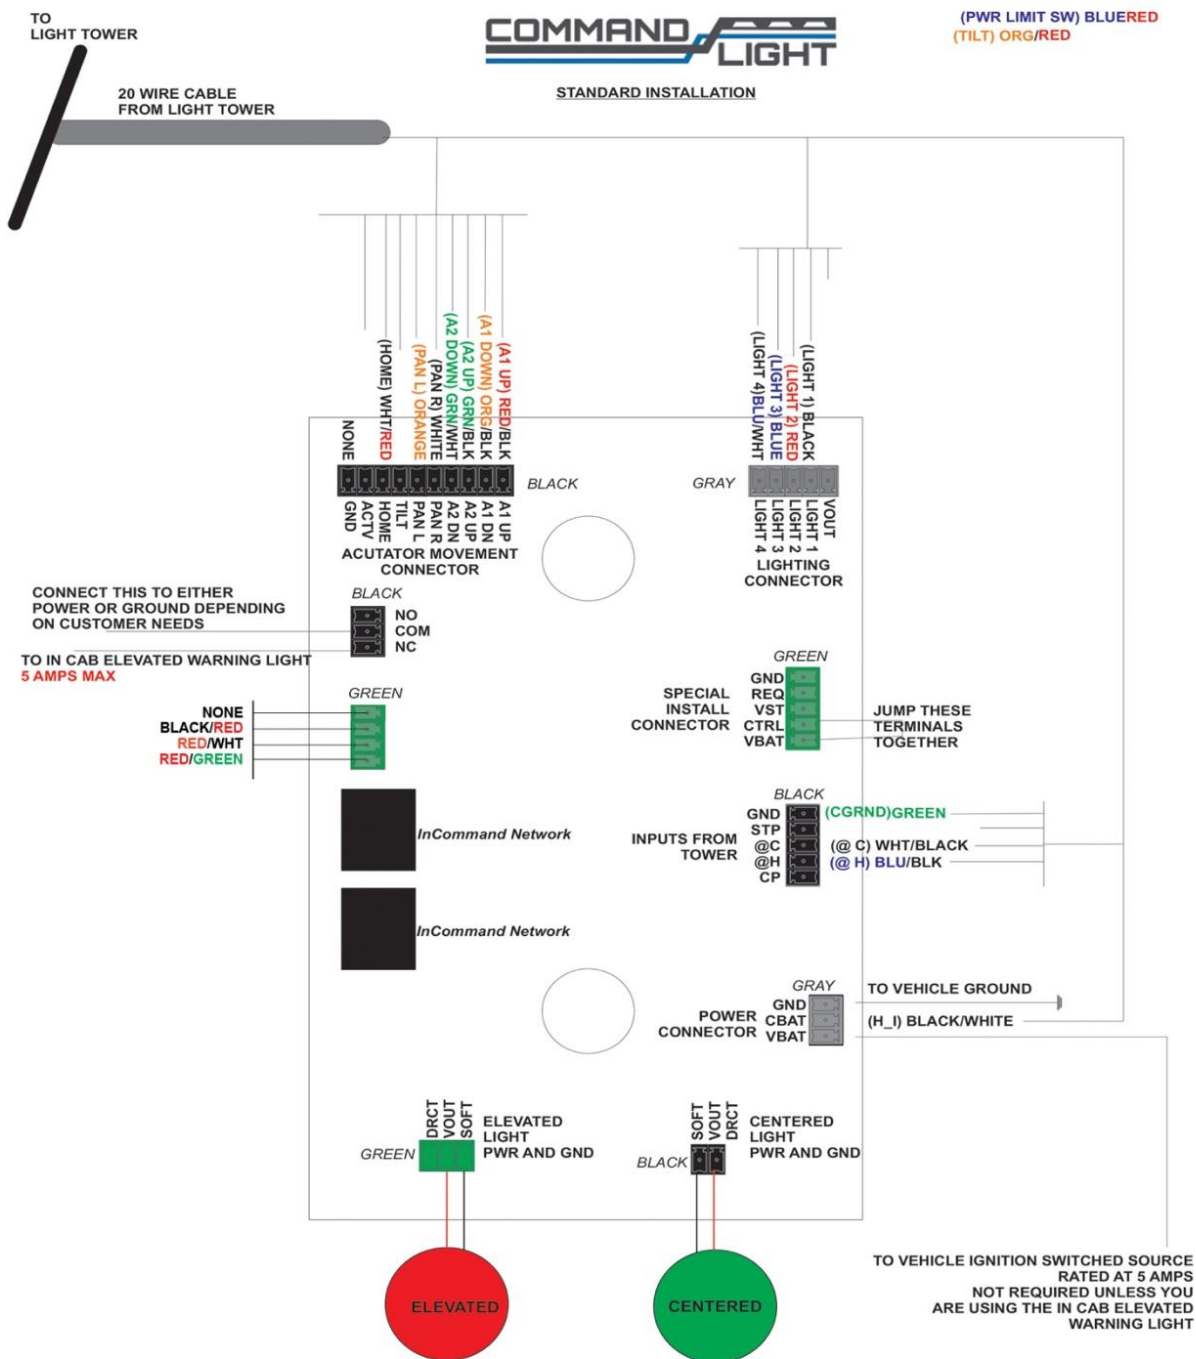 TO
LIGHT TOWER
20 WIRE CABLE
FROM LIGHT TOWER
COMMAND
LIGHT
STANDARD INSTALLATION
(PWR LIMIT SW) BLUERED
(TILT) ORG/RED
NONE
(HOME) WHT/RED
(PAN L) ORANGE
(PAN R) WHITE
(A2 DOWN) GRN/WHT
(A2 UP) GRN/BLK
(A1 DOWN) ORG/BLK
(A1 UP) RED/BLK
BLACK
GND
ACTV
HOME
TILT
PAN L
PAN R
A2 DN
A2 UP
A1 DN
A1 UP
ACUTATOR MOVEMENT
CONNECTOR
(LIGHT 4)BLU/WHT
(LIGHT 3) BLUE
(LIGHT 2) RED
(LIGHT 1) BLACK
GRAY
LIGHT 4
LIGHT 3
LIGHT 2
LIGHT 1
VOUT
LIGHTING
CONNECTOR
CONNECT THIS TO EITHER
POWER OR GROUND DEPENDING
ON CUSTOMER NEEDS
TO IN CAB ELEVATED WARNING LIGHT
5 AMPS MAX
BLACK
NO
COM
NC
GREEN
NONE
BLACK/RED
RED/WHT
RED/GREEN
InCommand Network
InCommand Network
GREEN
SPECIAL
INSTALL
CONNECTOR
GND
REQ
VST
CTRL
VBAT
JUMP THESE
TERMINALS
TOGETHER
BLACK
INPUTS FROM
TOWER
GND
STP
@C
@H
CP
(CGRND)GREEN
(@ C) WHT/BLACK
(@ H) BLU/BLK
GRAY
POWER
CONNECTOR
GND
CBAT
VBAT
TO VEHICLE GROUND
(H_I) BLACK/WHITE
DRCT
VOUT
SOFT
ELEVATED
LIGHT
PWR AND GND
GREEN
SOFT
VOUT
DRCT
CENTERED
LIGHT
PWR AND GND
BLACK
ELEVATED
CENTERED
TO VEHICLE IGNITION SWITCHED SOURCE
RATED AT 5 AMPS
NOT REQUIRED UNLESS YOU
ARE USING THE IN CAB ELEVATED
WARNING LIGHT